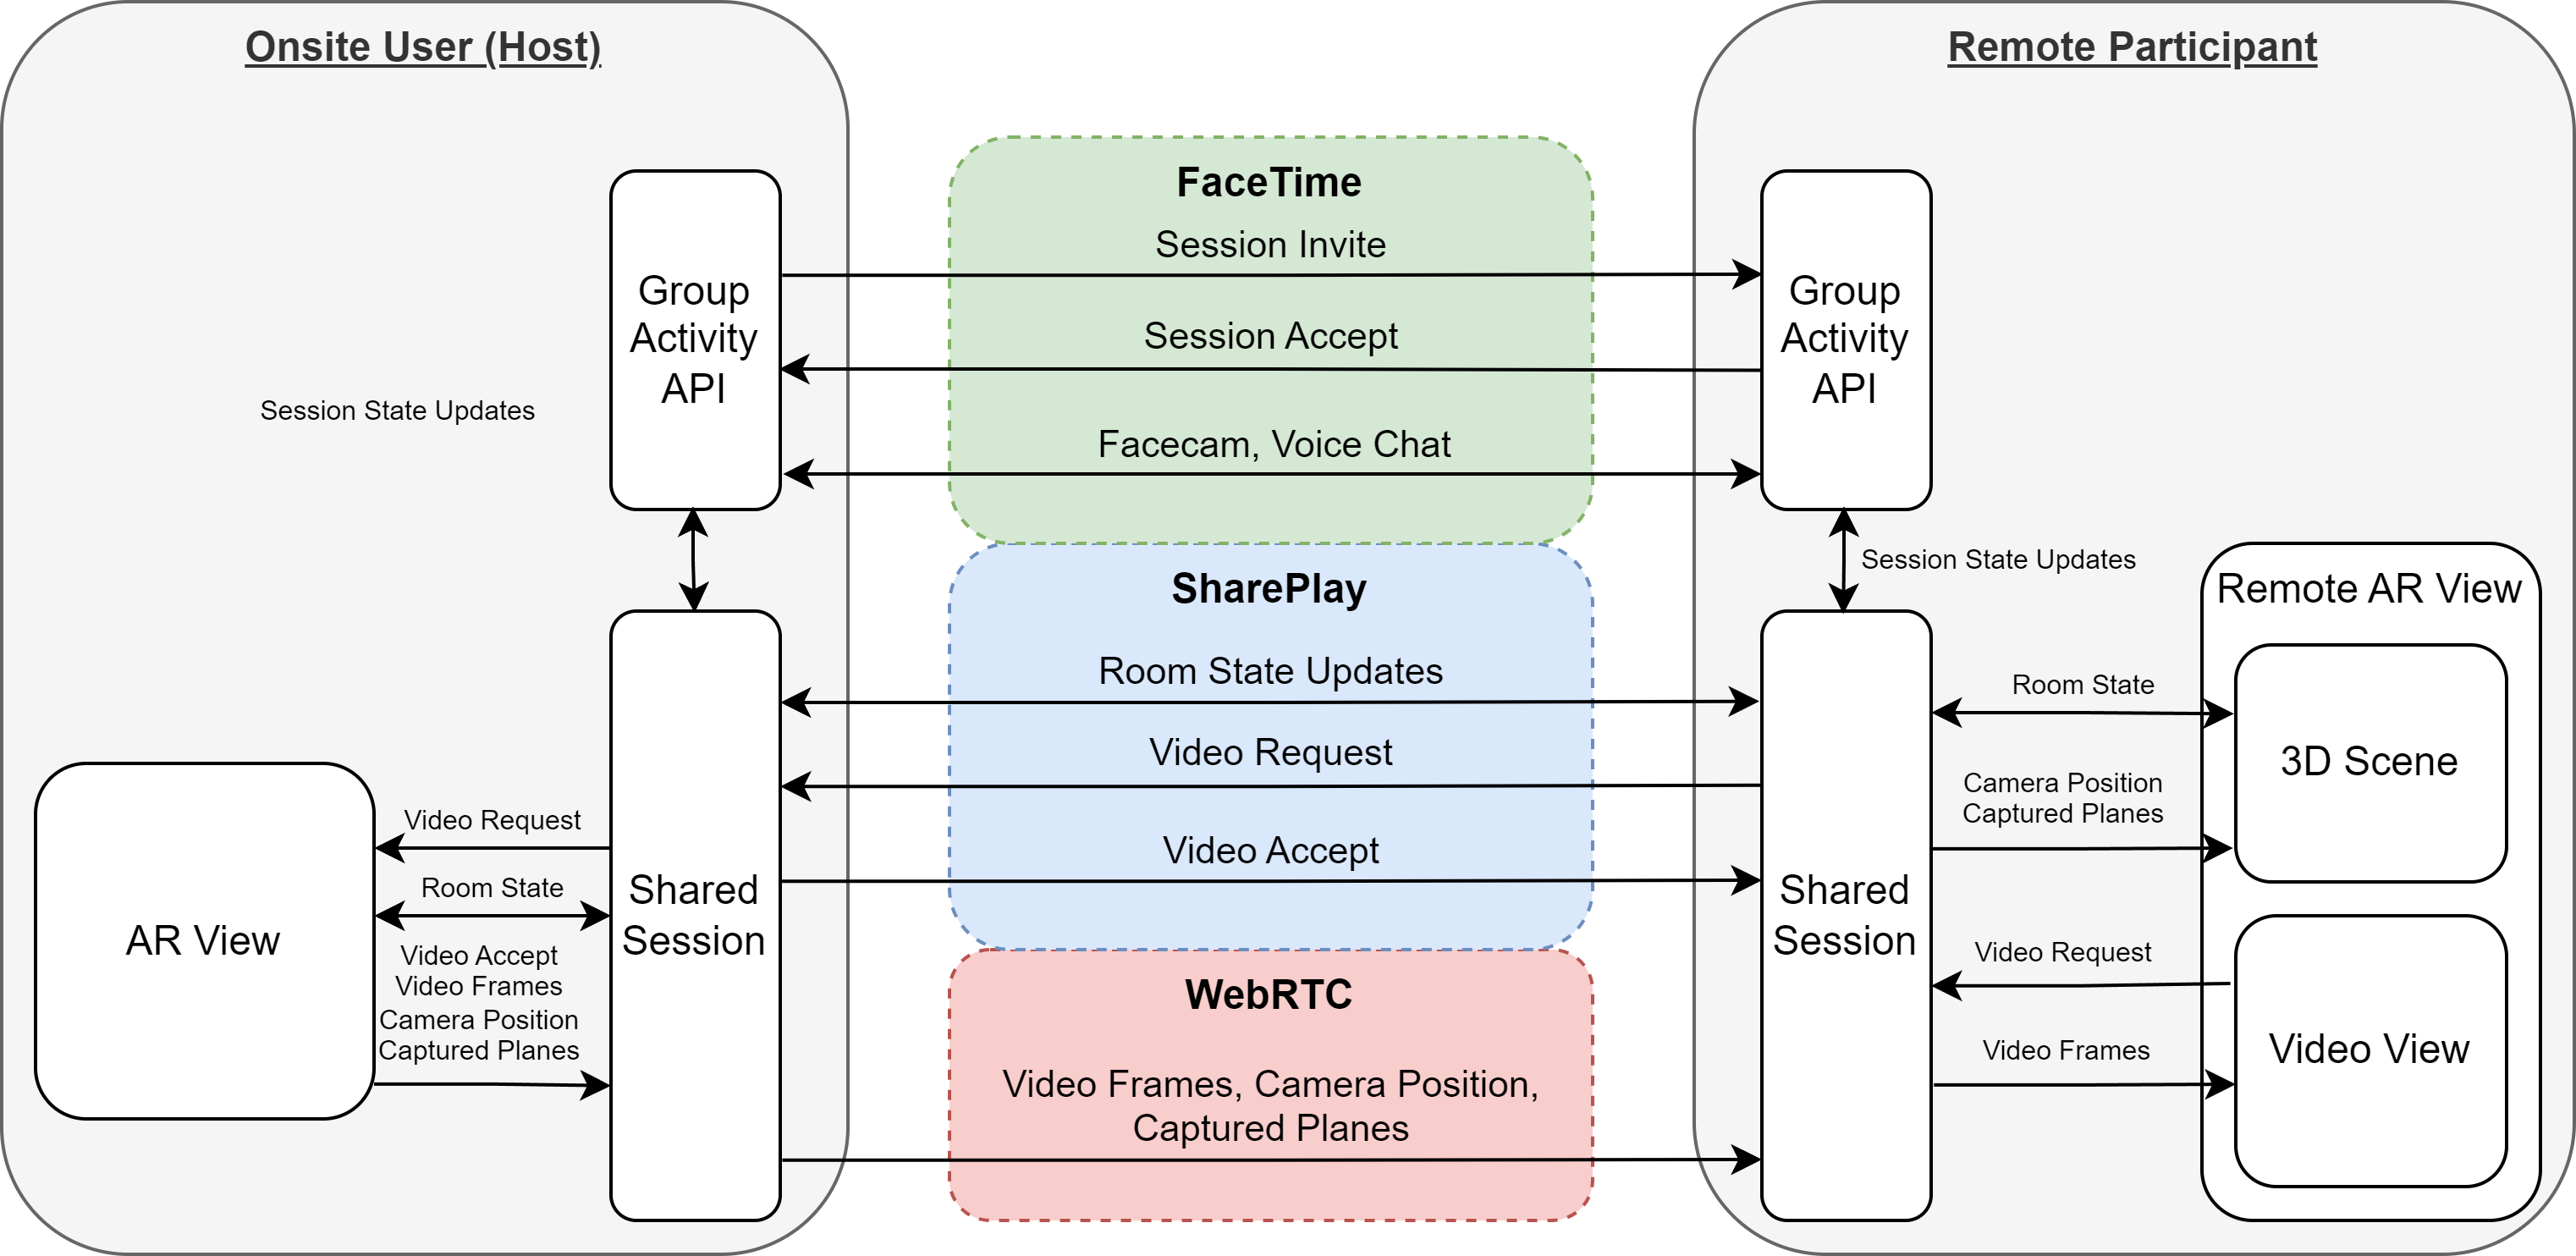 Onsite User (Host)
Group
Activity
API
Session State Updates
AR View
Video Request
Room State
Video Accept
Video Frames
Camera Position
Captured Planes
Shared
Session
FaceTime
Session Invite
Session Accept
Facecam, Voice Chat
SharePlay
Room State Updates
Video Request
Video Accept
WebRTC
Video Frames, Camera Position,
Captured Planes
Remote Participant
Group
Activity
API
Session State Updates
Shared
Session
Room State
Camera Position
Captured Planes
Video Request
Video Frames
Remote AR View
3D Scene
Video View